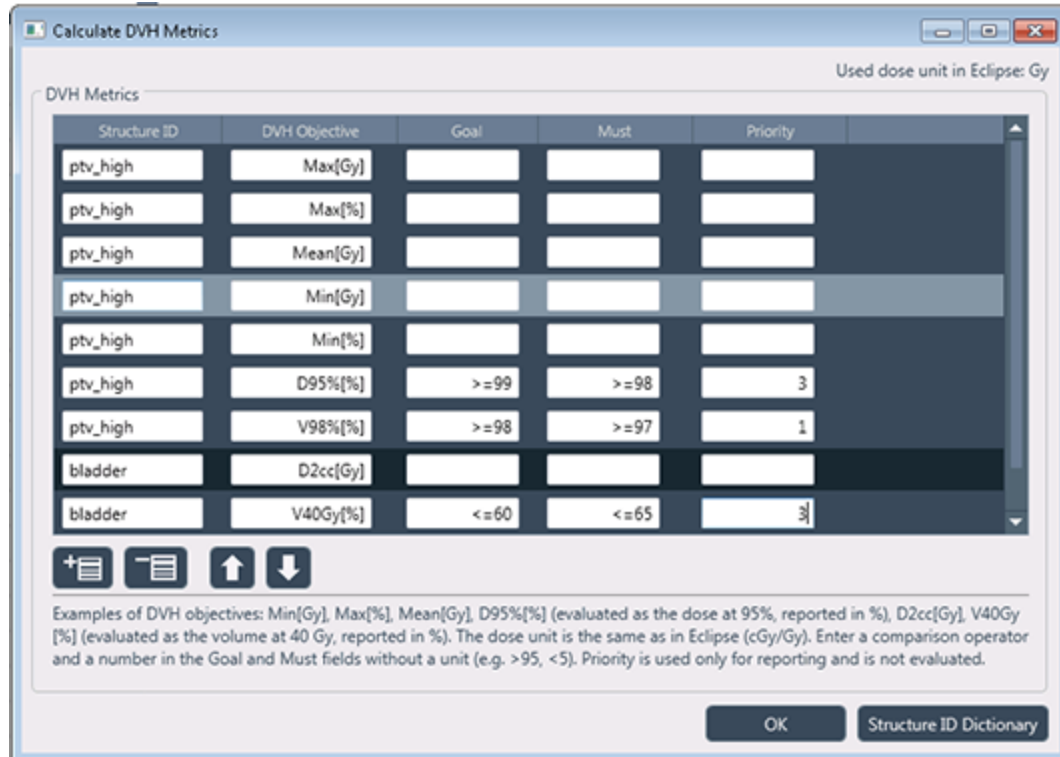 Calculate DVH Metrics
Used dose unit in Eclipse: Gy
DVH Metrics
Structure ID DVH Objective Goal Must Priority
ptv_high Max[Gy]
ptv_high Max[%]
ptv_high Mean[Gy]
ptv_high Min[Gy]
ptv_high Min[%]
ptv_high D95%[%] >=99 >=98 3
ptv_high V98%[%] >=98 >=97 1
bladder D2cc[Gy]
bladder V40Gy[%] <=60 <=65 3
Examples of DVH objectives: Min[Gy], Max[%], Mean[Gy], D95%[%] (evaluated as the dose at 95%, reported in %), D2cc[Gy], V40Gy
[%] (evaluated as the volume at 40 Gy, reported in %). The dose unit is the same as in Eclipse (cGy/Gy). Enter a comparison operator
and a number in the Goal and Must fields without a unit (e.g. >95, <5). Priority is used only for reporting and is not evaluated.
OK Structure ID Dictionary